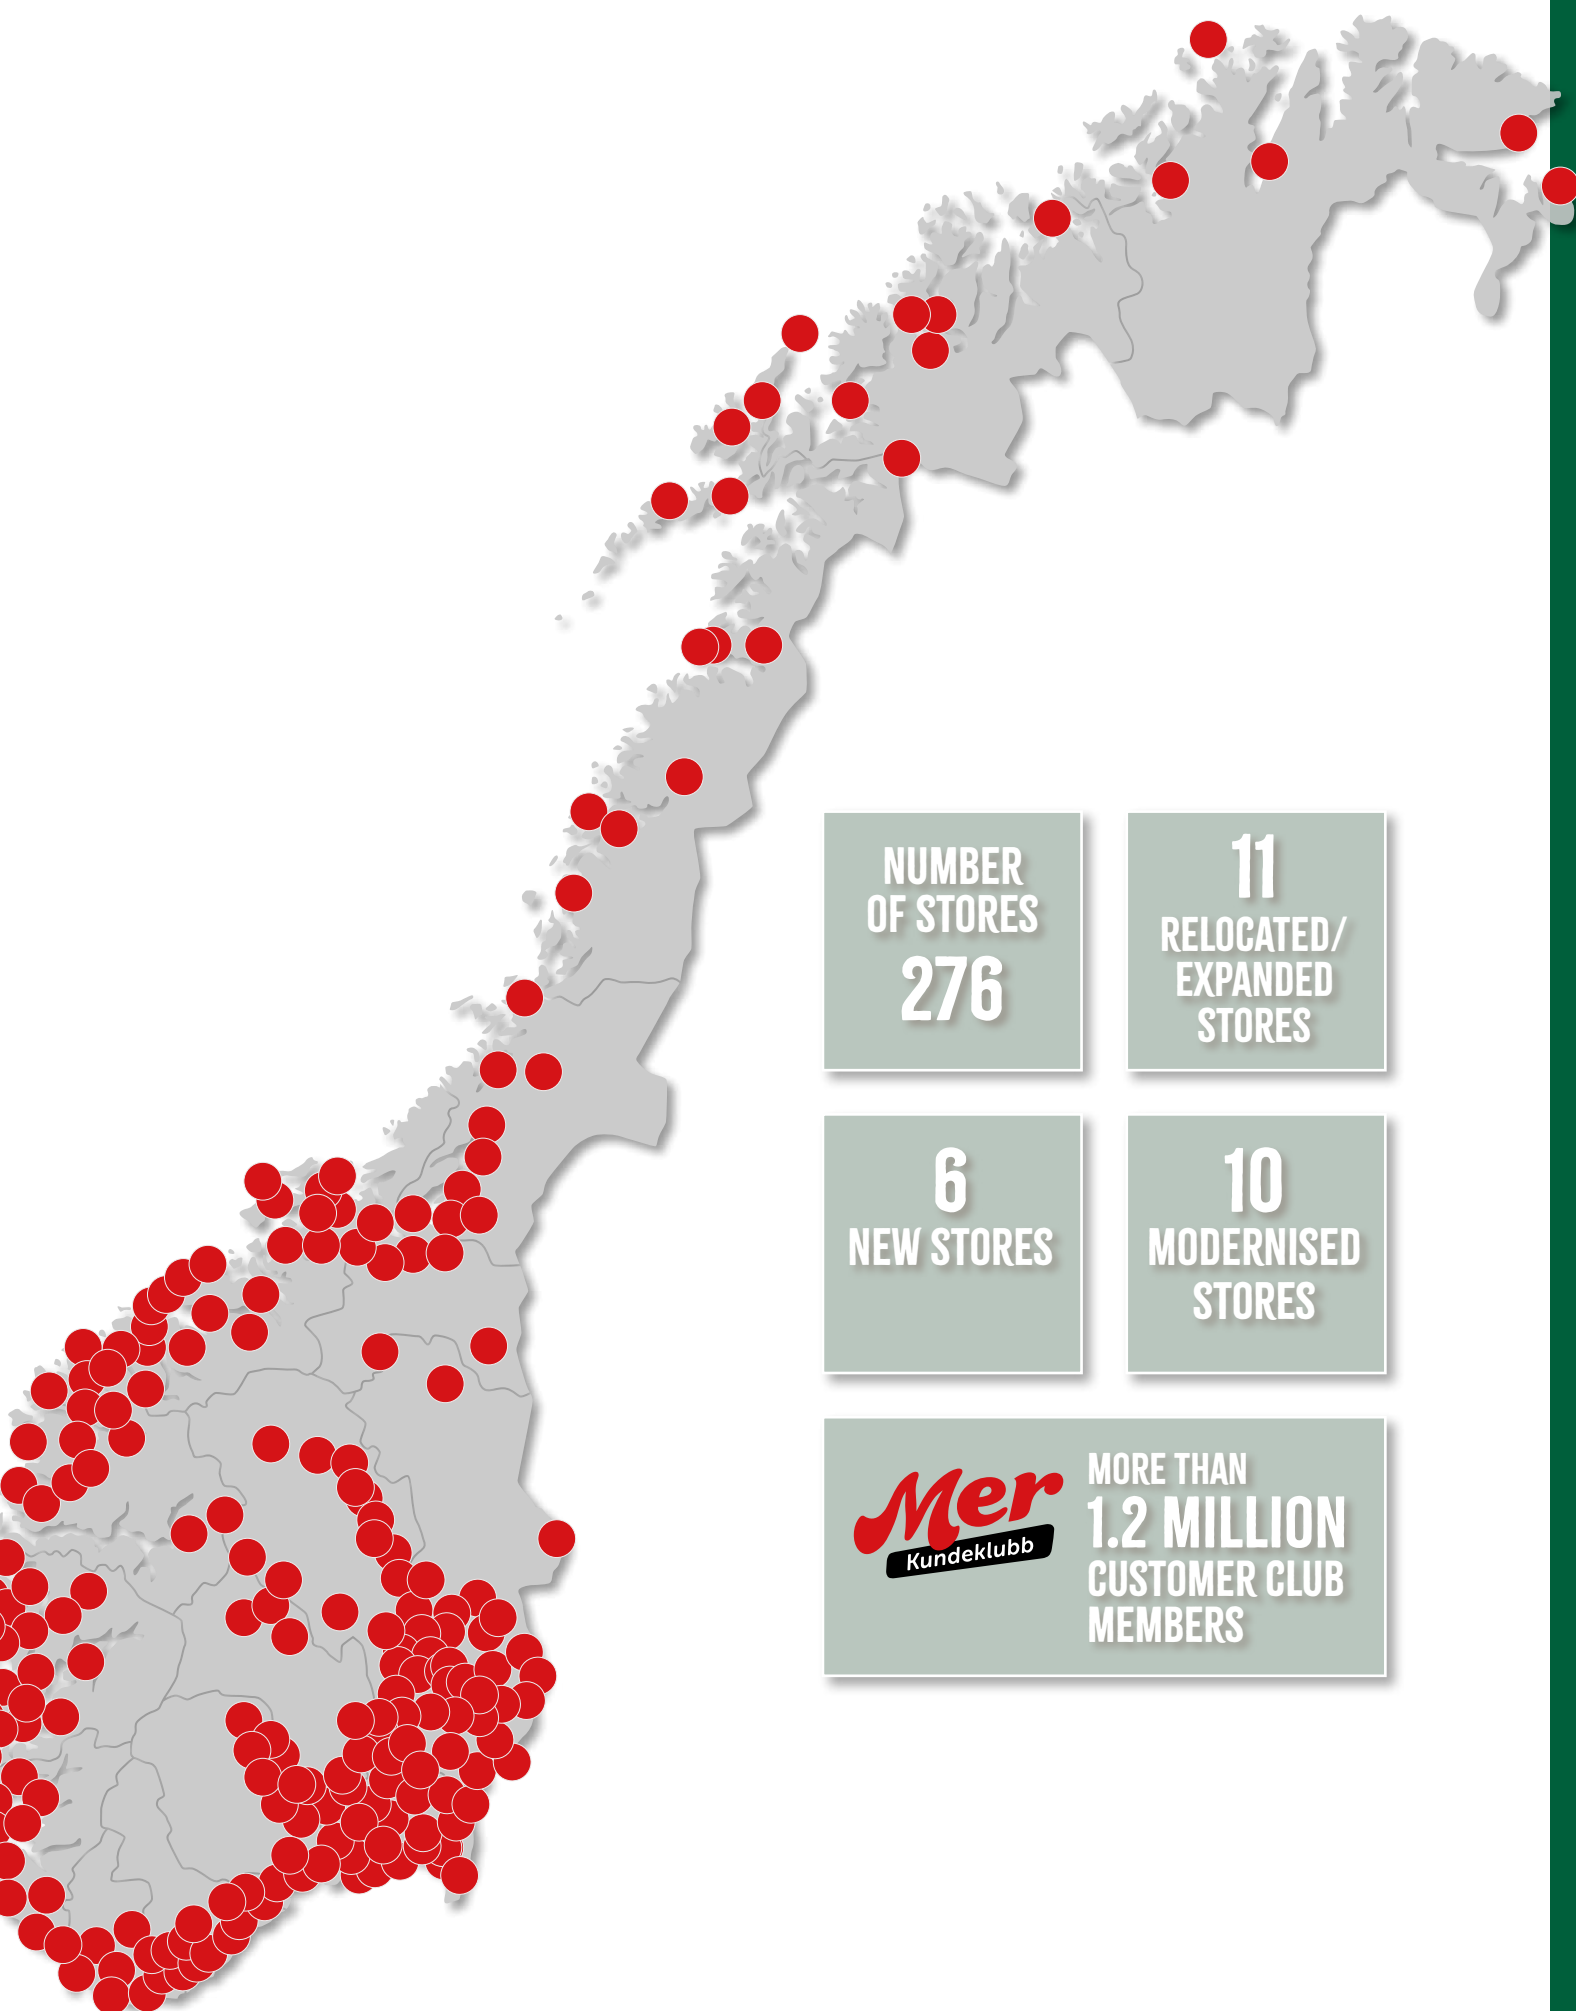 NUMBER
OF STORES
276
11
RELOCATED/
EXPANDED
STORES
6
NEW STORES
10
MODERNISED
STORES
Mer
Kundeklubb
MORE THAN
1.2 MILLION
CUSTOMER CLUB
MEMBERS